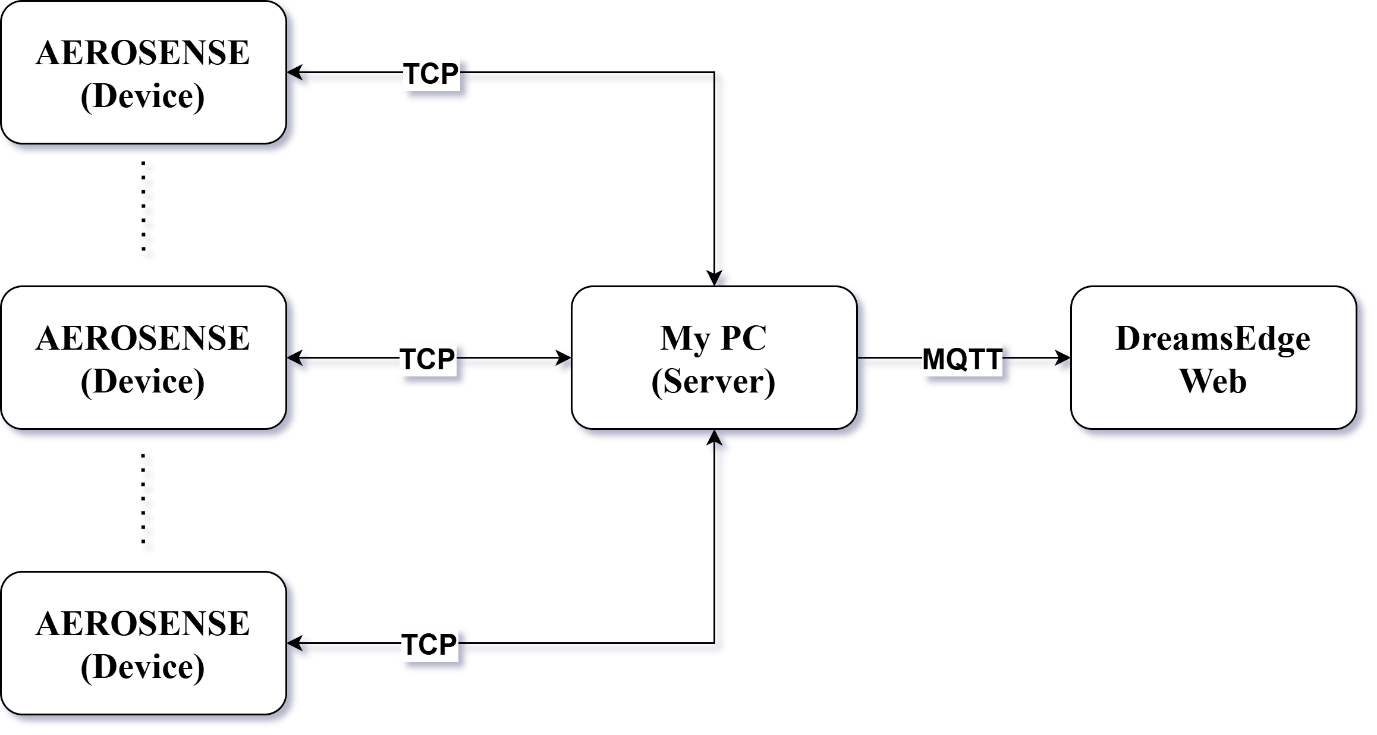 AEROSENSE
(Device)
TCP
AEROSENSE
(Device)
TCP
My PC
(Server)
MQTT
DreamsEdge
Web
AEROSENSE
(Device)
TCP